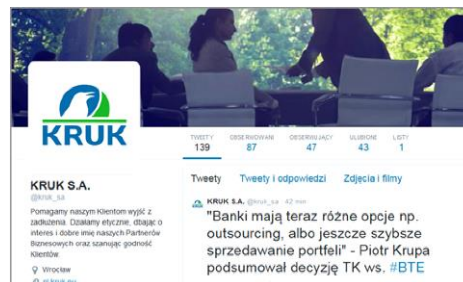 KRUK
TWEETY OBSERWOWANI OBSERWUJĄCY ULUBIONE LISTY
139 87 47 43 1
KRUK S.A.
@kruk_sa
Pomagamy naszym Klientom wyjść z
zadłużenia. Działamy etycznie, dbając o
interes i dobre imię naszych Partnerów
Biznesowych oraz szanując godność
Klientów.
Wrocław
Tweety Tweety i odpowiedzi Zdjęcia i filmy
KRUK S.A. @kruk_sa · 42 min
"Banki mają teraz różne opcje np.
outsourcing, albo jeszcze szybsze
sprzedawanie portfeli" - Piotr Krupa
podsumował decyzję TK ws. #BTE